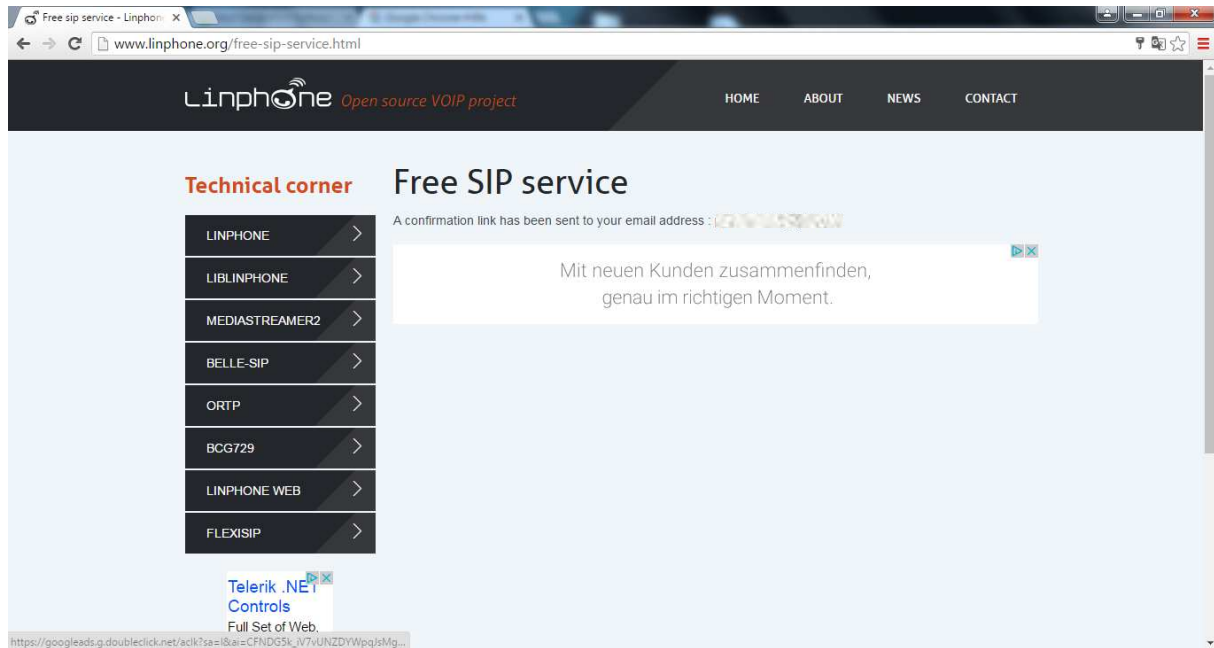 Free sip service - Linphon
www.linphone.org/free-sip-service.html
Linphone Open source VOIP project
HOME ABOUT NEWS CONTACT
Technical corner
LINPHONE
LIBLINPHONE
MEDIASTREAMER2
BELLE-SIP
ORTP
BCG729
LINPHONE WEB
FLEXISIP
Free SIP service
A confirmation link has been sent to your email address :
Mit neuen Kunden zusammenfinden,
genau im richtigen Moment.
Telerik .NET
Controls
Full Set of Web,
https://googleads.g.doubleclick.net/aclk?sa=l&ai=CFNDG5k_iV7vUNZDYWpqJsMg...